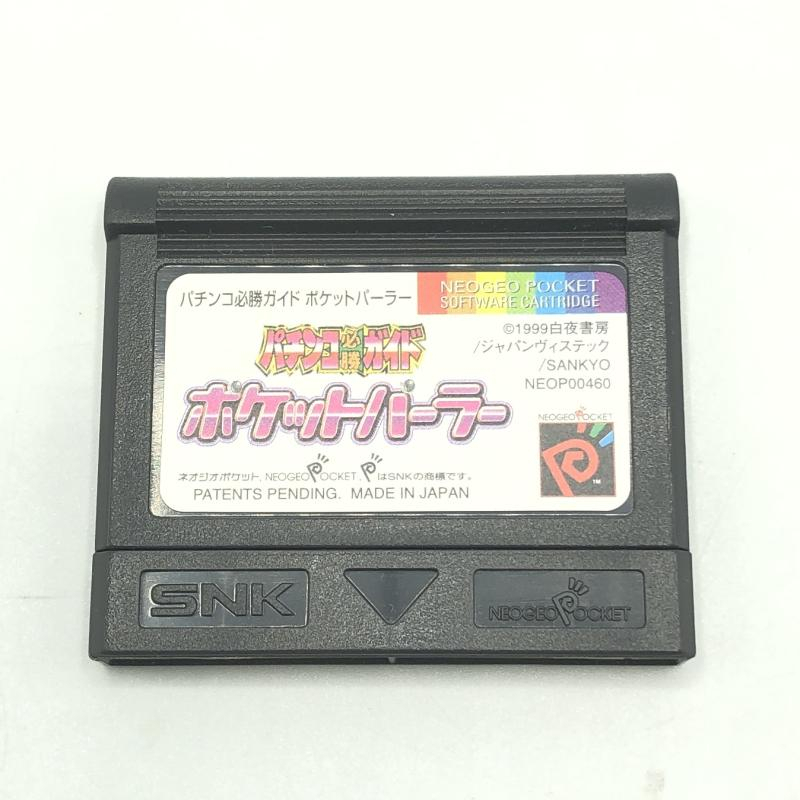 パチンコ必勝ガイド ポケットパーラー
NEOGEO POCKET
SOFTWARE CARTRIDGE
©1999白夜書房
/ジャパンヴィステック
/SANKYO
NEOP00460
パチンコ必勝ガイド
ポケットパーラー
NEOGEO POCKET
TM
ネオジオポケット, NEOGEO POCKET, PはSNKの商標です。
PATENTS PENDING. MADE IN JAPAN
SNK
NEOGEO POCKET